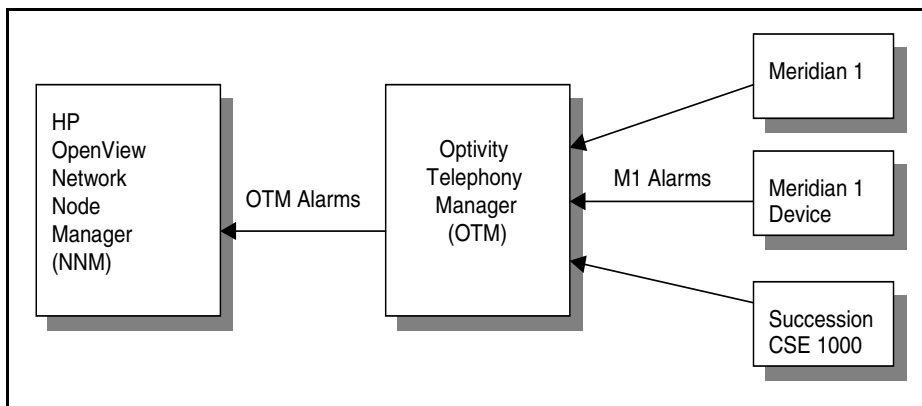 HP
OpenView
Network
Node
Manager
(NNM)
OTM Alarms
Optivity
Telephony
Manager
(OTM)
M1 Alarms
Meridian 1
Meridian 1
Device
Succession
CSE 1000